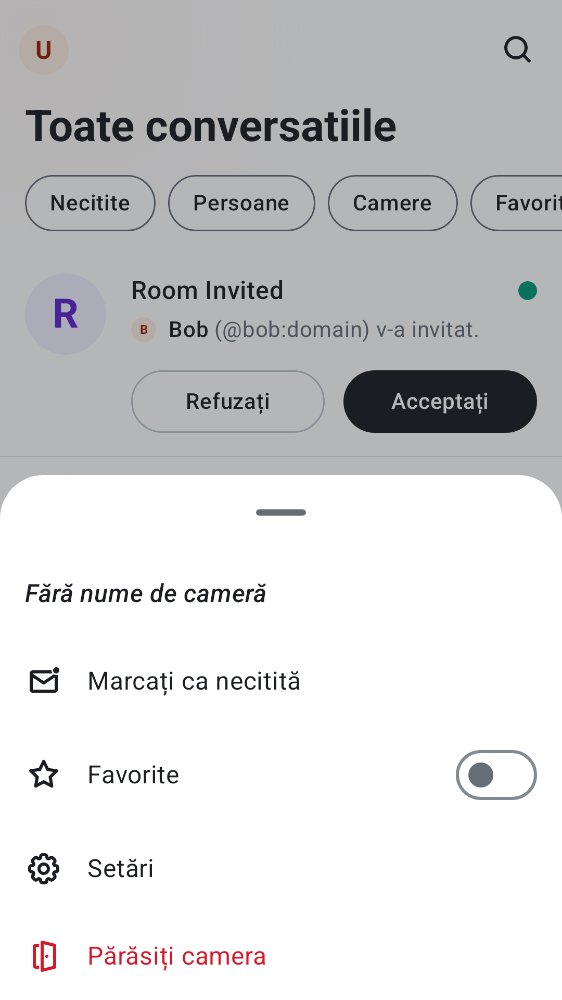 U
Toate conversatiile
Necitite
Persoane
Camere
Favorit
R
Room Invited
B Bob (@bob:domain) v-a invitat.
Refuzați
Acceptați
Fără nume de cameră
Marcați ca necitită
Favorite
Setări
Părăsiți camera